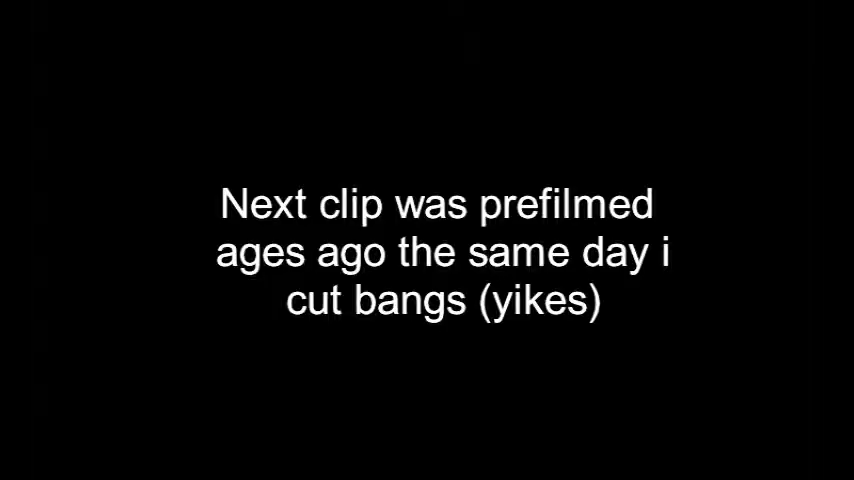 Next clip was prefilmed
ages ago the same day i
cut bangs (yikes)